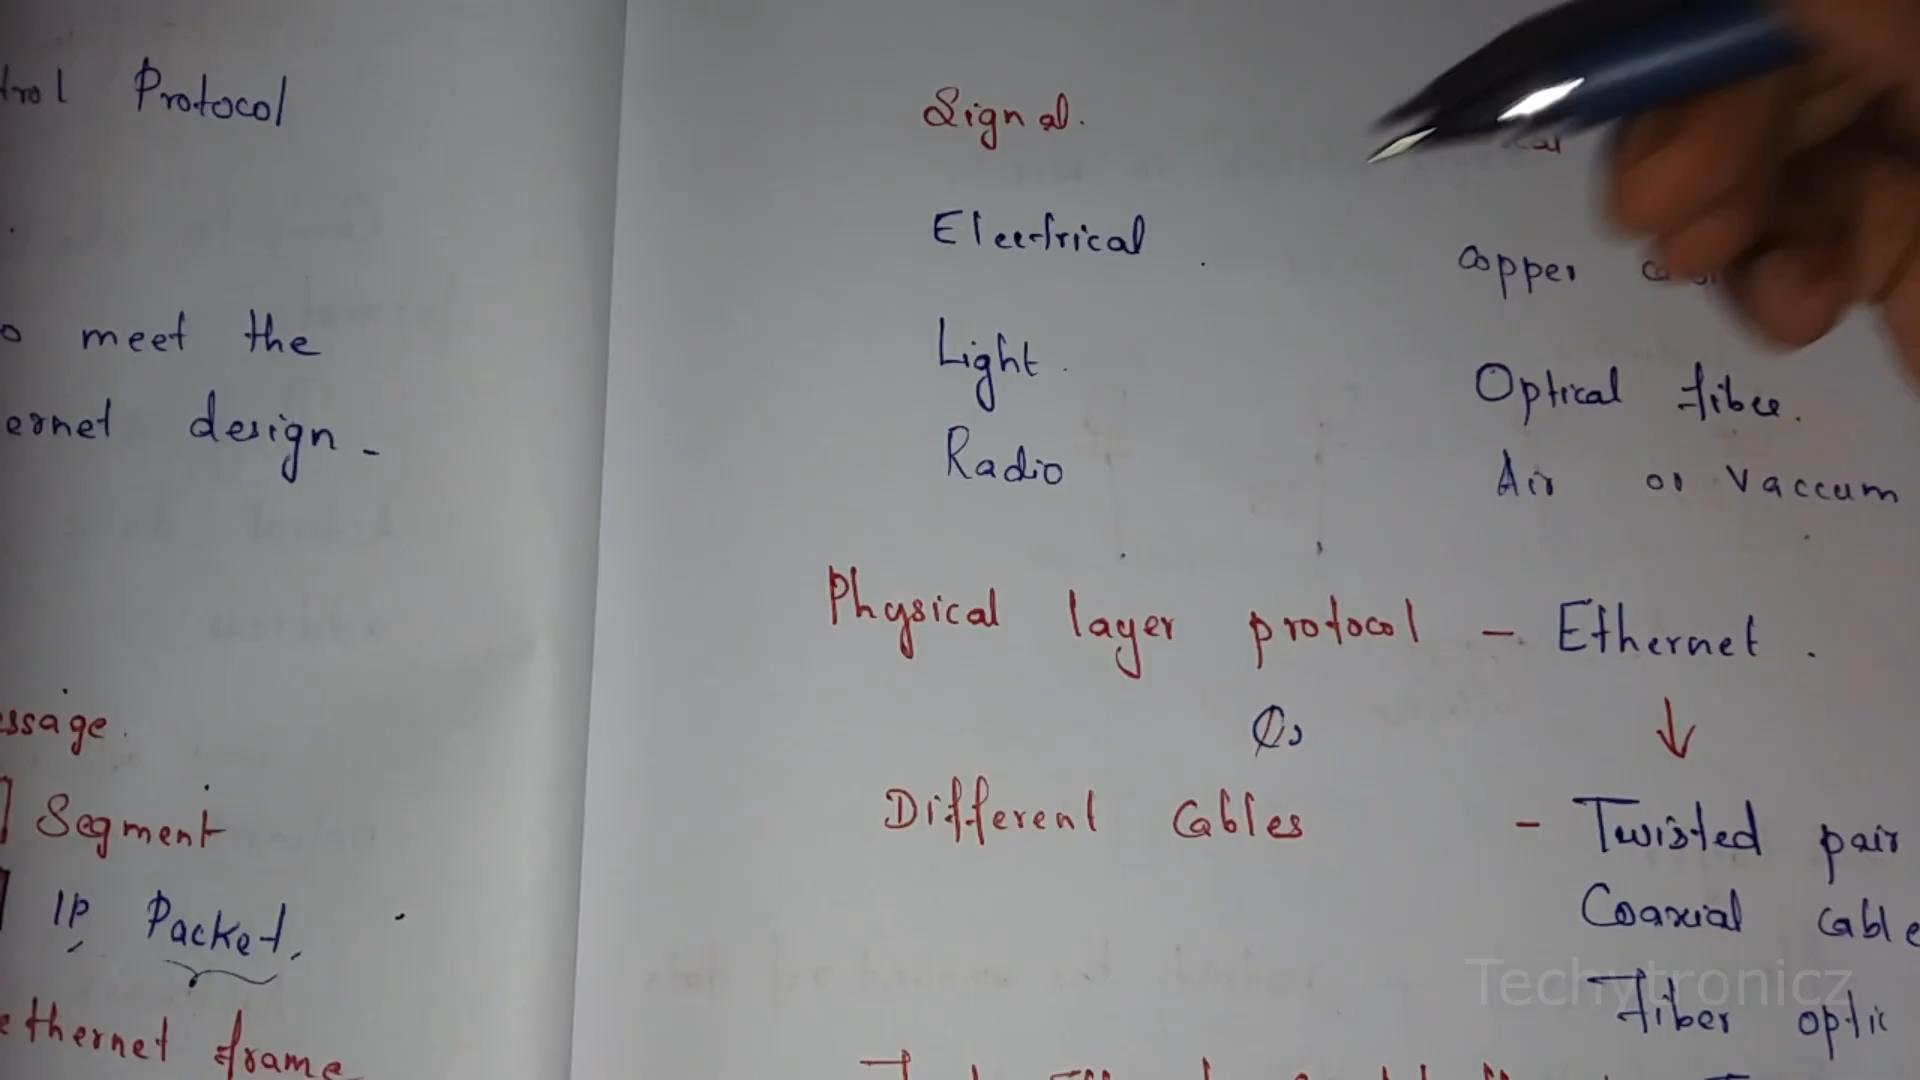 trol Protocol
o meet the
ernet design -
ssage.
Segment
IP Packet.
ethernet frame
Signal.
Electrical Copper
Light Optical fiber.
Radio Air or Vaccum
Physical layer protocol - Ethernet.
Different Cables - Twisted pair
Coaxial cable
Fiber optic
Techytronicz